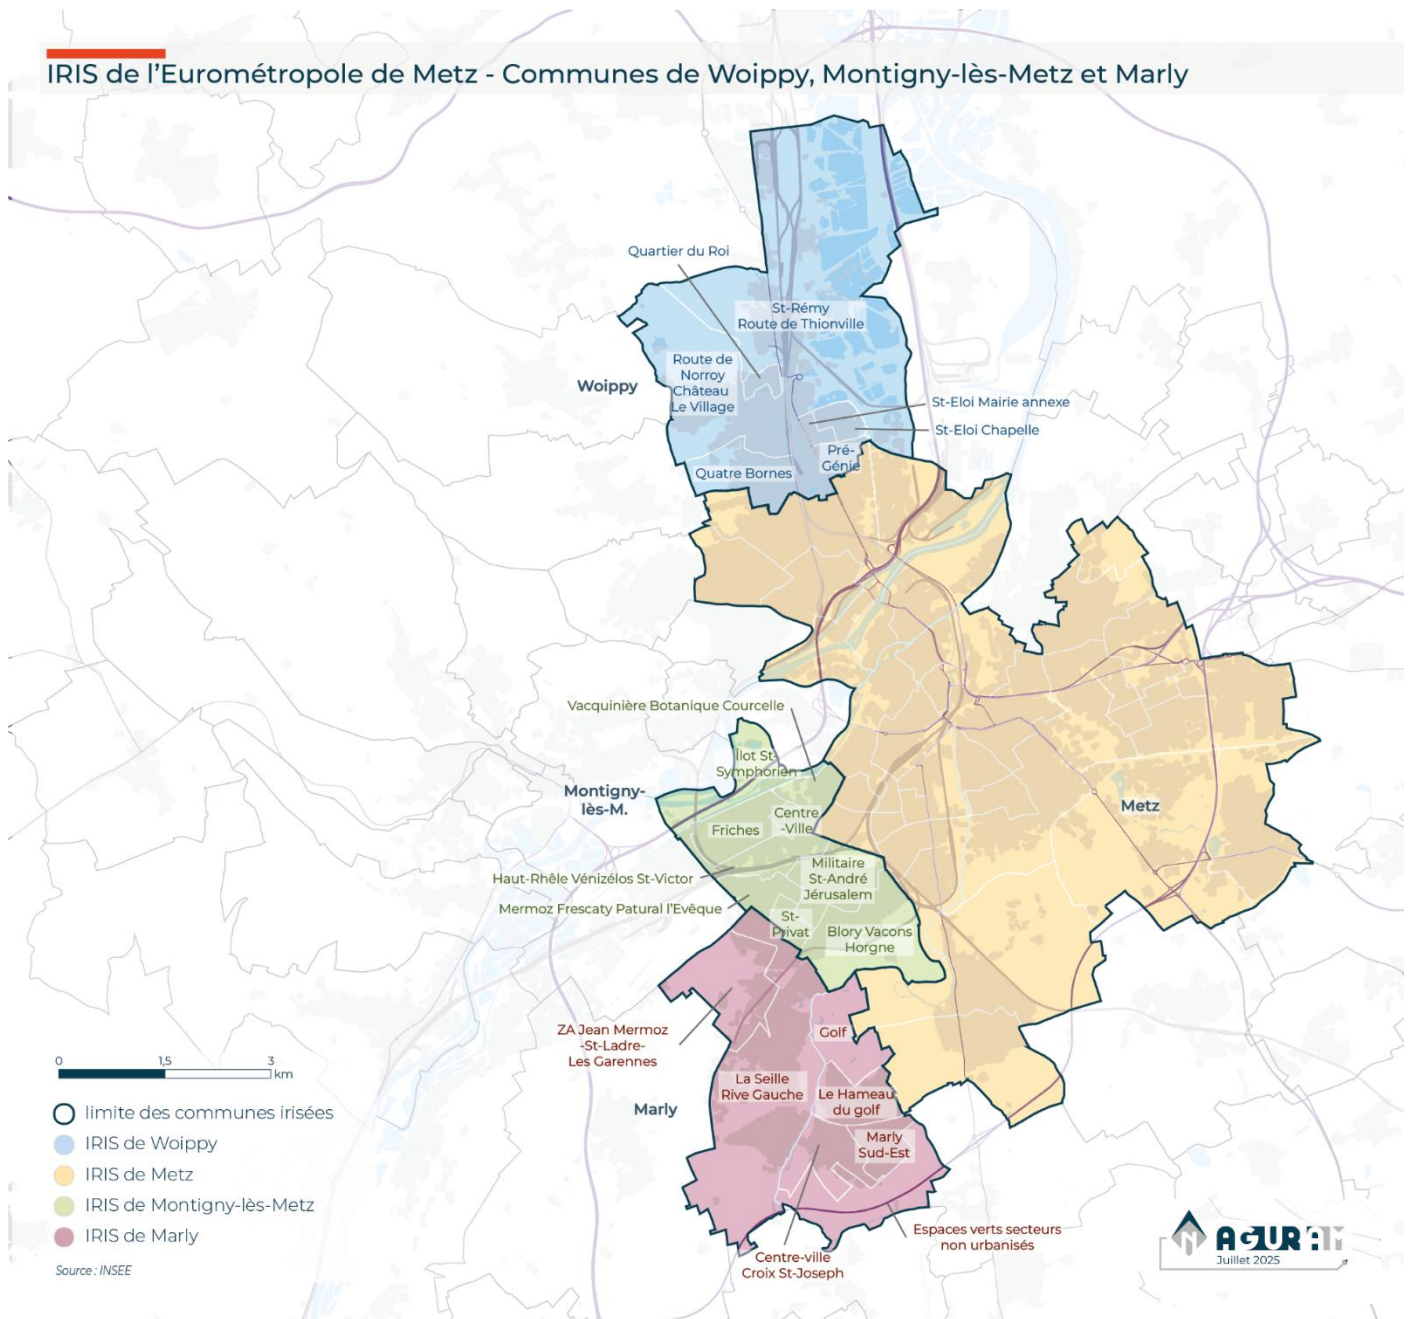 IRIS de l'Eurométropole de Metz - Communes de Woippy, Montigny-lès-Metz et Marly
Quartier du Roi
St-Rémy
Route de Thionville
Route de
Norroy
Château
Le Village
Woippy
St-Eloi Mairie annexe
St-Eloi Chapelle
Pré-
Génie
Quatre Bornes
Vacquinière Botanique Courcelle
Îlot St-
Symphorien
Montigny-
lès-M.
Centre
-Ville
Friches
Metz
Militaire
St-André
Jérusalem
Haut-Rhêle Vénizélos St-Victor
Mermoz Frescaty Patural l'Evêque
St-
Privat
Blory Vacons
Horgne
ZA Jean Mermoz
-St-Ladre-
Les Garennes
Golf
La Seille
Rive Gauche
Le Hameau
du golf
Marly
Marly
Sud-Est
Espaces verts secteurs
non urbanisés
Centre-ville
Croix St-Joseph
0 1,5 3
km
limite des communes irisées
IRIS de Woippy
IRIS de Metz
IRIS de Montigny-lès-Metz
IRIS de Marly
Source : INSEE
N
AGURAM
Juillet 2025